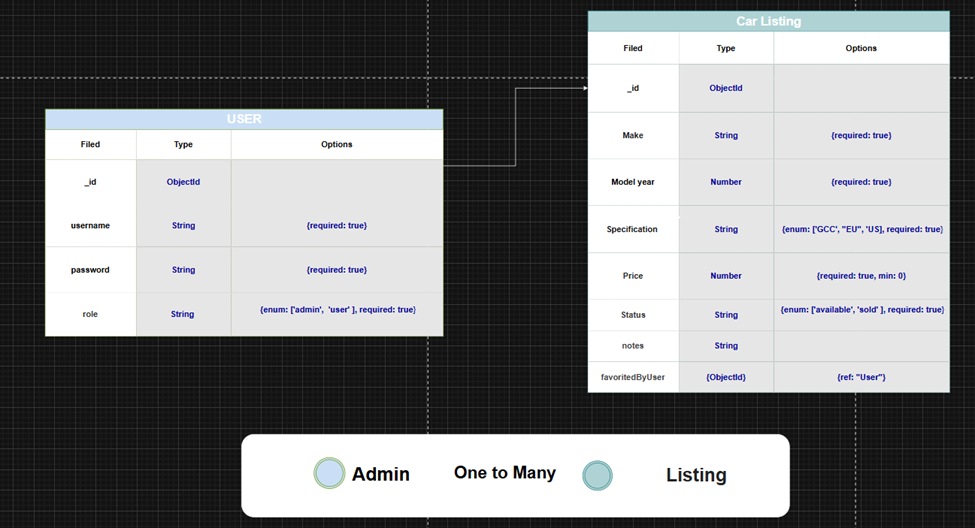 Car Listing
Filed Type Options
_id ObjectId
Make String {required: true}
Model year Number {required: true}
Specification String {enum: ['GCC', "EU", 'US], required: true}
Price Number {required: true, min: 0}
Status String {enum: ['available', 'sold' ], required: true}
notes String
favoritedByUser {ObjectId} {ref: "User"}
USER
Filed Type Options
_id ObjectId
username String {required: true}
password String {required: true}
role String {enum: ['admin', 'user' ], required: true}
Admin One to Many Listing